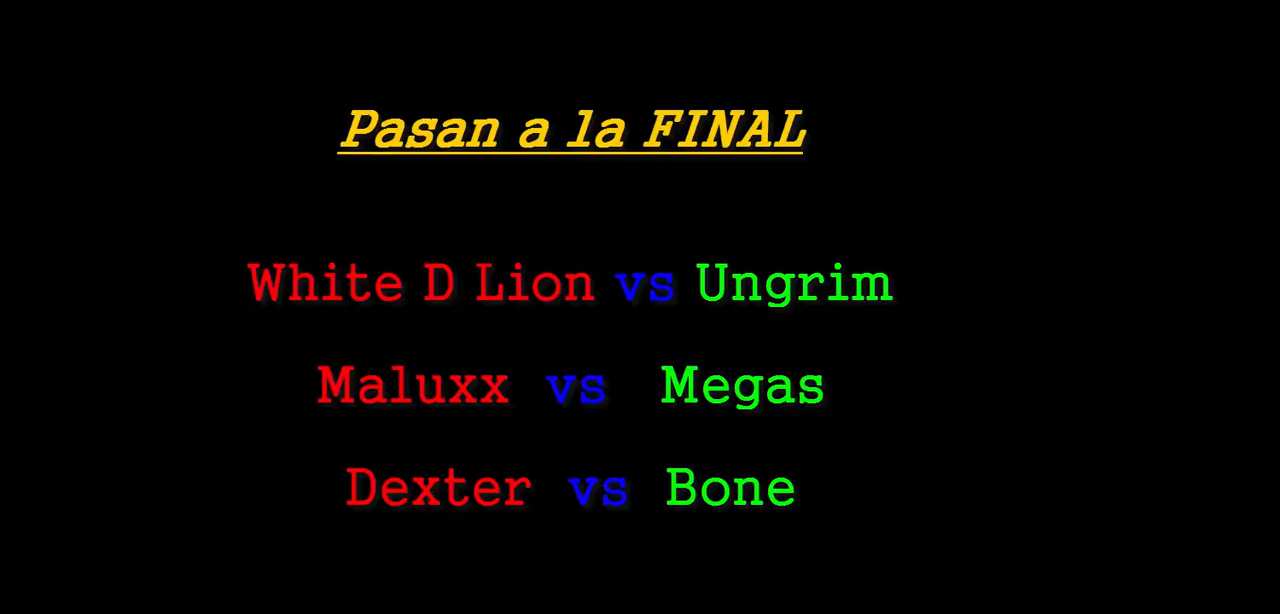 Pasan a la FINAL
White D Lion vs Ungrim
Maluxx vs Megas
Dexter vs Bone